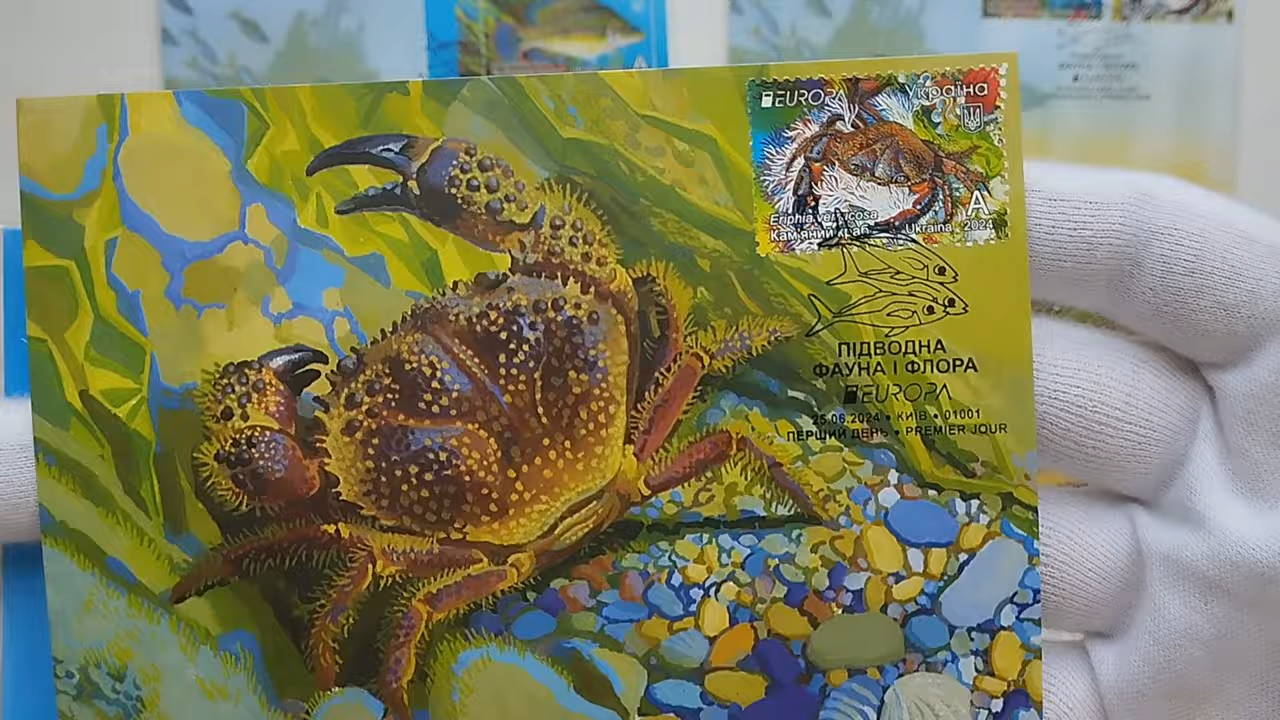 EUROPA Україна
Eriphia verrucosa A
Кам'яний краб Ukraina 2024
ПІДВОДНА
ФАУНА І ФЛОРА
EUROPA
25.06.2024 • КИЇВ • 01001
ПЕРШИЙ ДЕНЬ • PREMIER JOUR